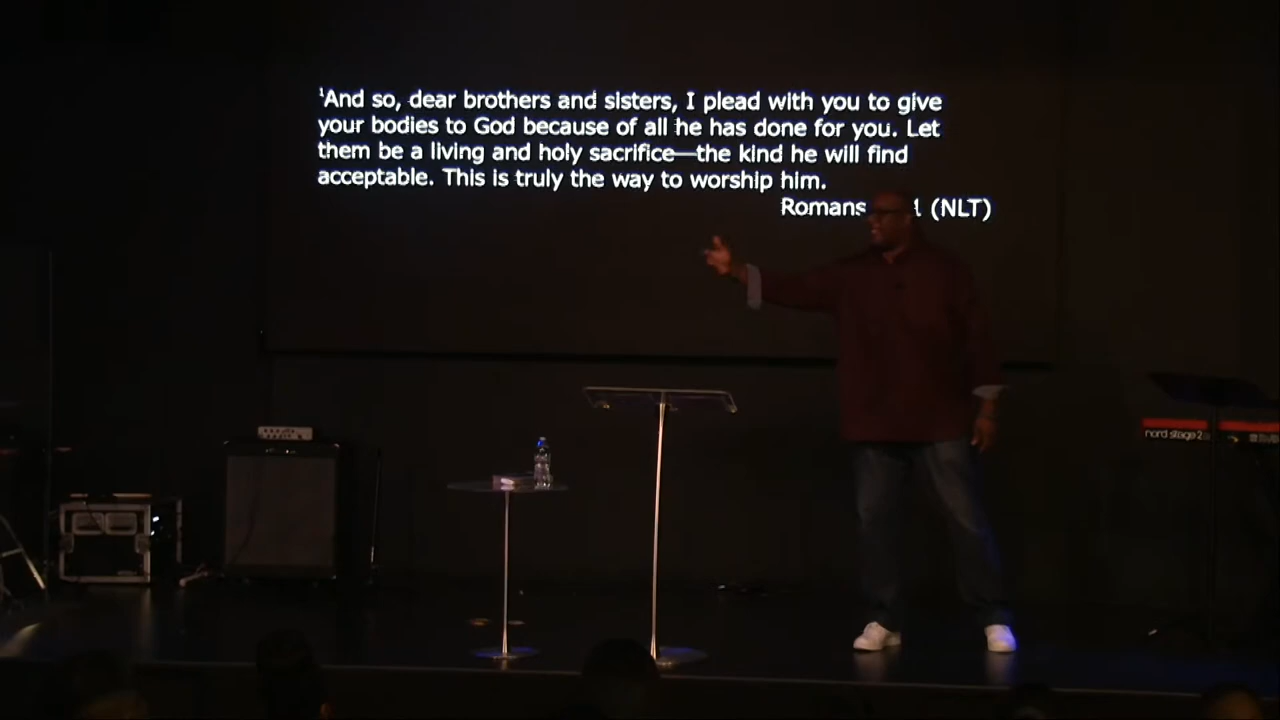 ¹And so, dear brothers and sisters, I plead with you to give
your bodies to God because of all he has done for you. Let
them be a living and holy sacrifice—the kind he will find
acceptable. This is truly the way to worship him.
Romans 1 (NLT)
nord stage 2